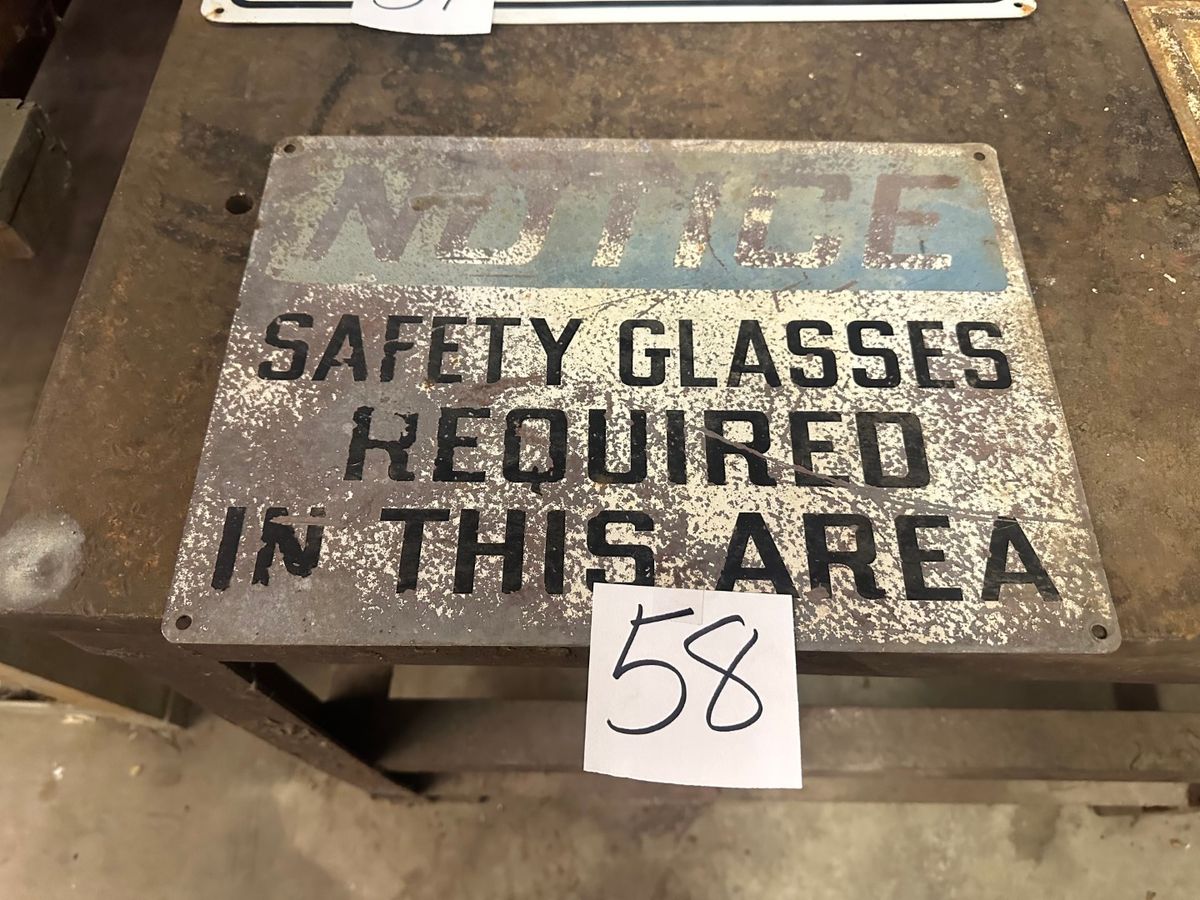 NOTICE
SAFETY GLASSES
REQUIRED
IN THIS AREA
58